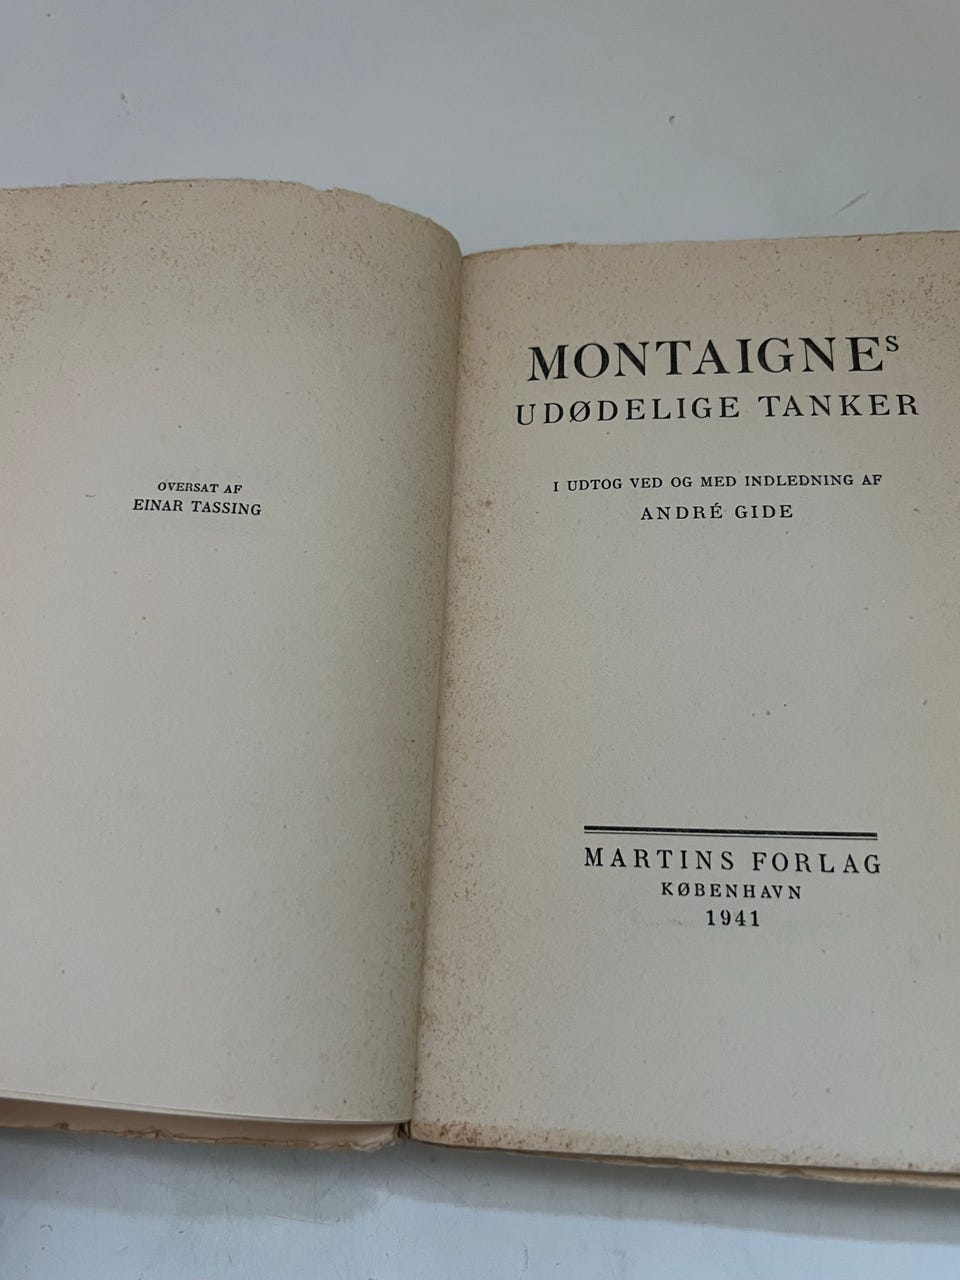 OVERSAT AF
EINAR TASSING
MONTAIGNEs
UDØDELIGE TANKER
I UDTOG VED OG MED INDLEDNING AF
ANDRÉ GIDE
MARTINS FORLAG
KØBENHAVN
1941